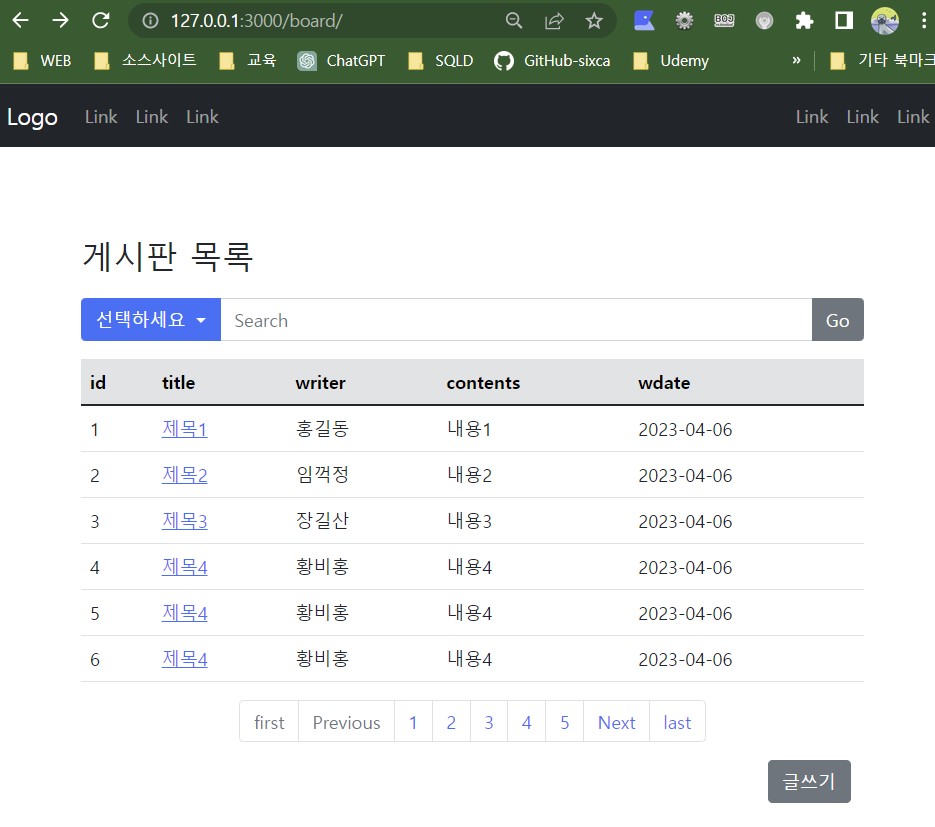 127.0.0.1:3000/board/
WEB 소스사이트 교육 ChatGPT SQLD GitHub-sixca Udemy » 기타 북마크
Logo Link Link Link Link Link Link
게시판 목록
선택하세요 Search Go
id title writer contents wdate
1 제목1 홍길동 내용1 2023-04-06
2 제목2 임꺽정 내용2 2023-04-06
3 제목3 장길산 내용3 2023-04-06
4 제목4 황비홍 내용4 2023-04-06
5 제목4 황비홍 내용4 2023-04-06
6 제목4 황비홍 내용4 2023-04-06
first Previous 1 2 3 4 5 Next last
글쓰기